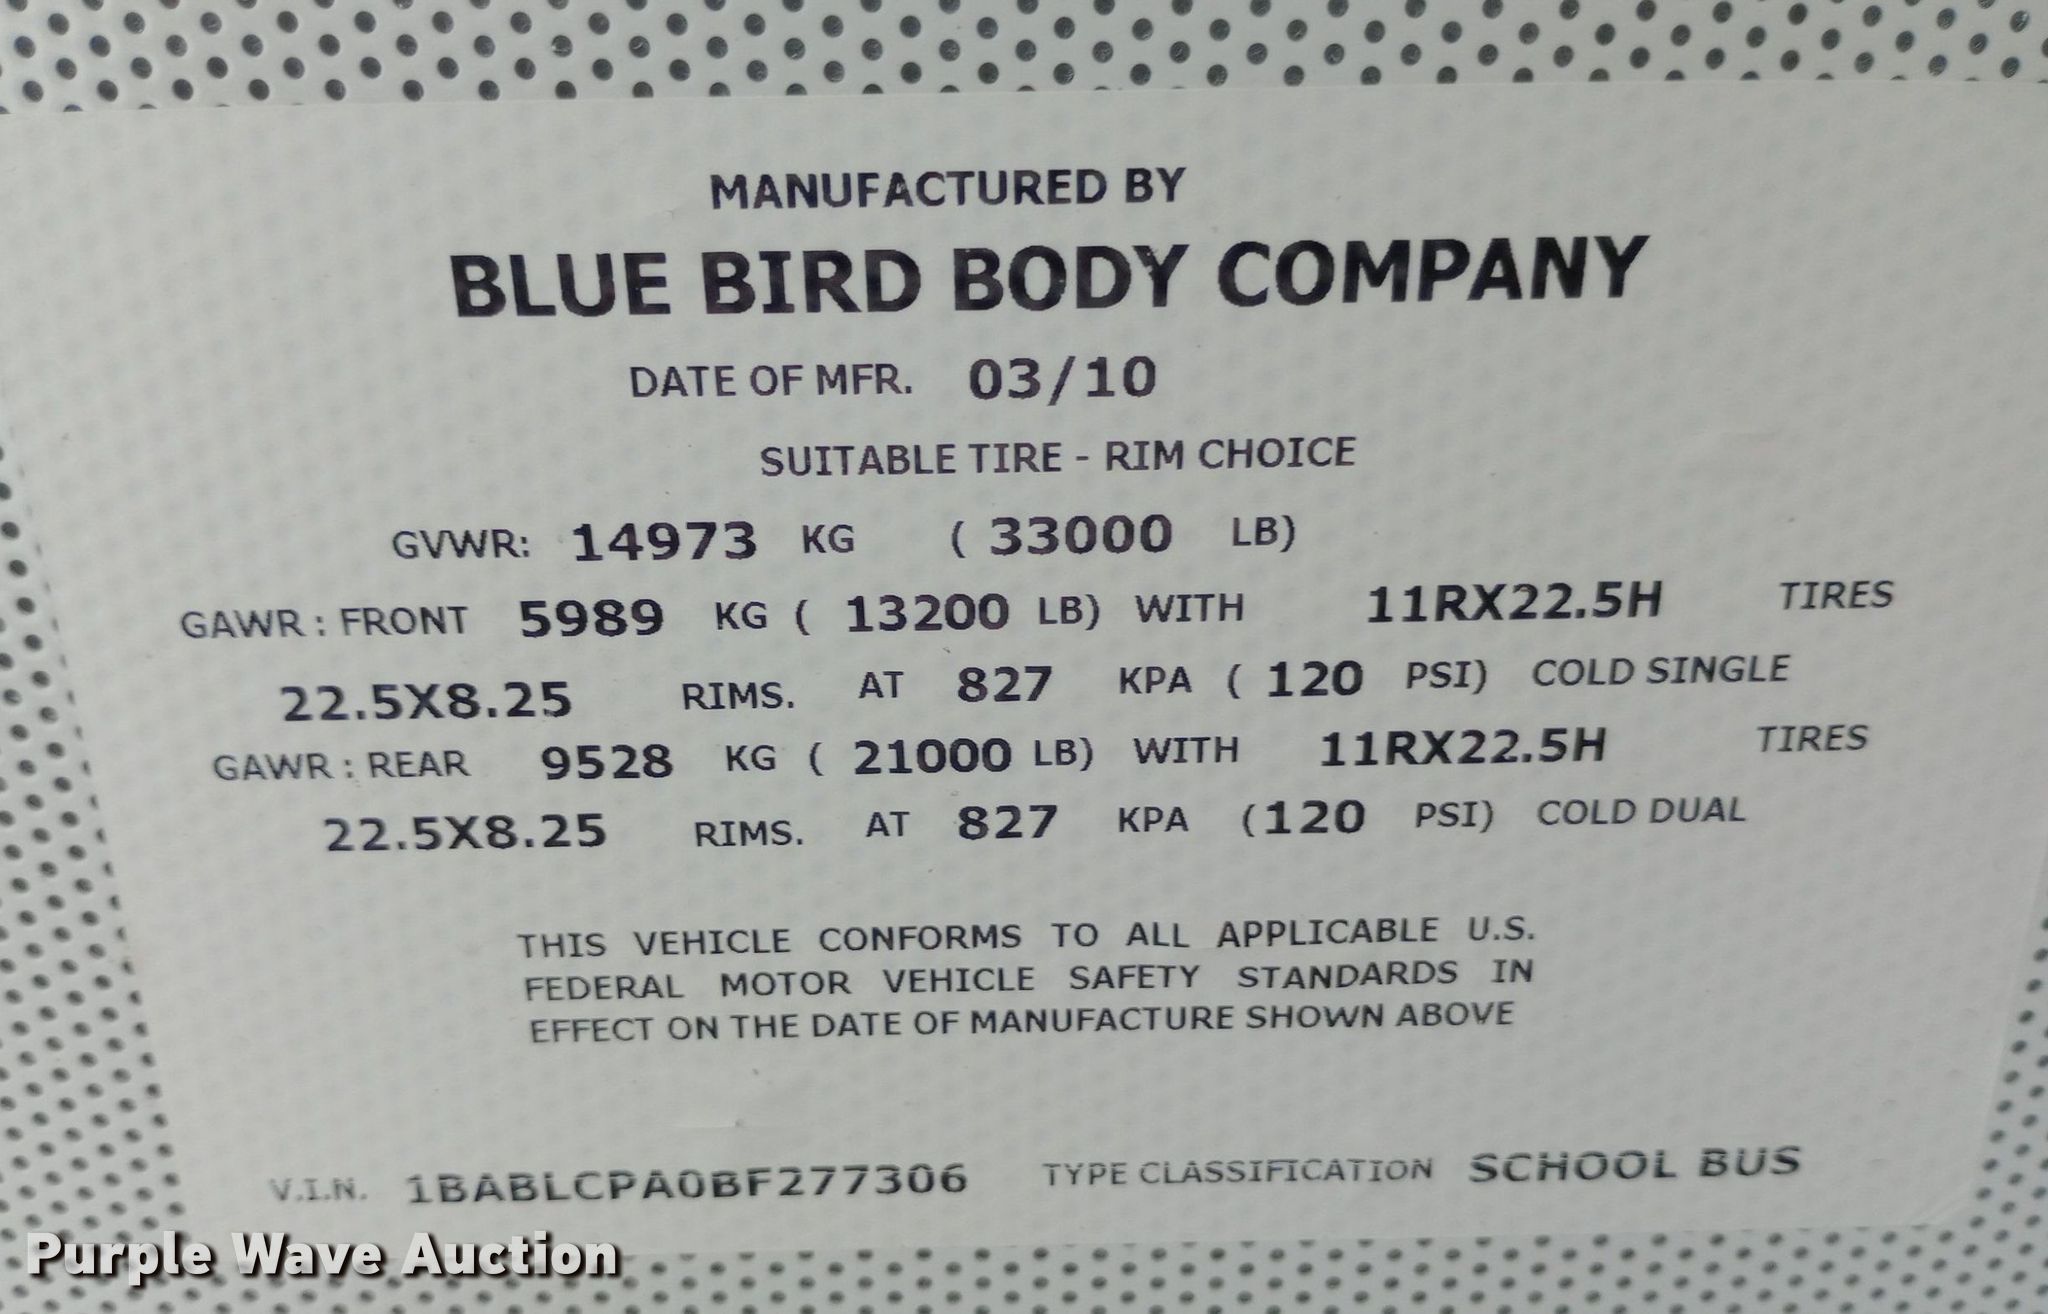 MANUFACTURED BY
BLUE BIRD BODY COMPANY
DATE OF MFR. 03/10
SUITABLE TIRE - RIM CHOICE
GVWR: 14973 KG ( 33000 LB)
GAWR : FRONT 5989 KG ( 13200 LB) WITH 11RX22.5H TIRES
22.5X8.25 RIMS. AT 827 KPA ( 120 PSI) COLD SINGLE
GAWR : REAR 9528 KG ( 21000 LB) WITH 11RX22.5H TIRES
22.5X8.25 RIMS. AT 827 KPA (120 PSI) COLD DUAL
THIS VEHICLE CONFORMS TO ALL APPLICABLE U.S.
FEDERAL MOTOR VEHICLE SAFETY STANDARDS IN
EFFECT ON THE DATE OF MANUFACTURE SHOWN ABOVE
V.I.N. 1BABLCPA0BF277306 TYPE CLASSIFICATION SCHOOL BUS
Purple Wave Auction